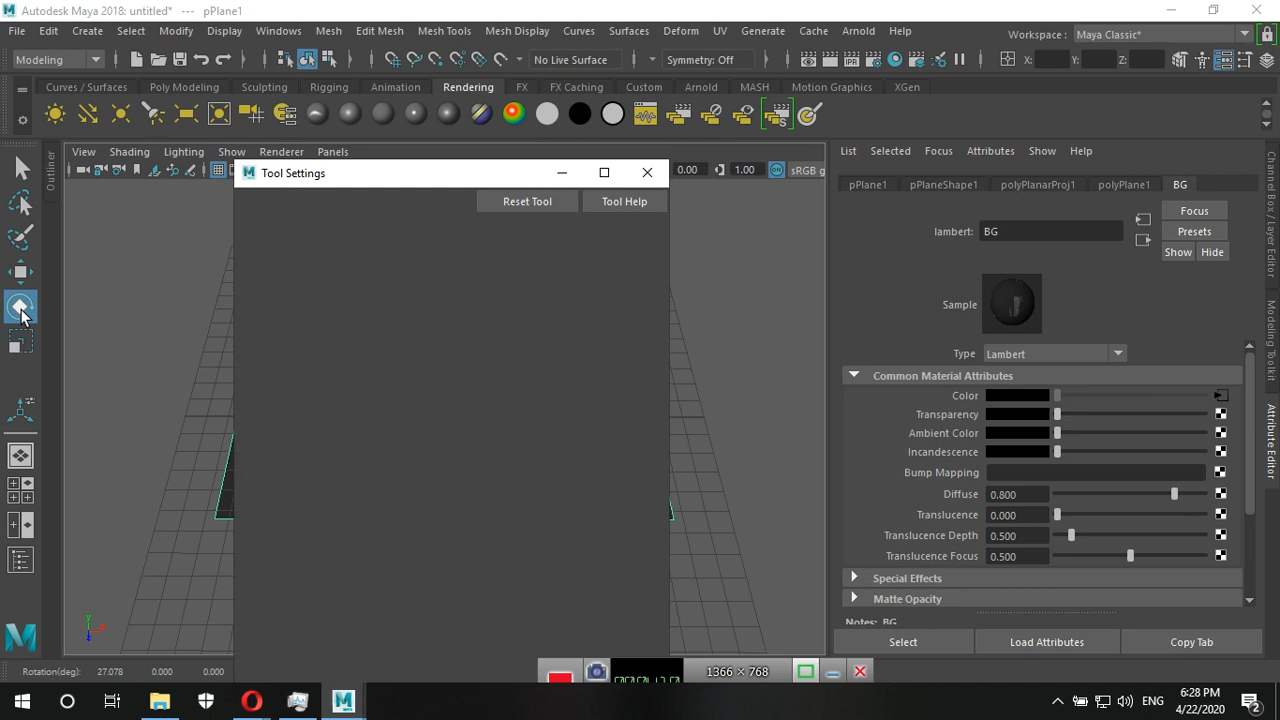 Autodesk Maya 2018: untitled* --- pPlane1
File Edit Create Select Modify Display Windows Mesh Edit Mesh Mesh Tools Mesh Display Curves Surfaces Deform UV Generate Cache Arnold Help
Workspace : Maya Classic*
Modeling No Live Surface Symmetry: Off X: Y: Z:
Curves / Surfaces Poly Modeling Sculpting Rigging Animation Rendering FX FX Caching Custom Arnold MASH Motion Graphics XGen
IPR
S
Outliner
View Shading Lighting Show Renderer Panels
0.00 1.00 ON sRGB g
Tool Settings
Reset Tool Tool Help
List Selected Focus Attributes Show Help
pPlane1 pPlaneShape1 polyPlanarProj1 polyPlane1 BG
Focus
lambert: BG Presets
Show Hide
Sample
Type Lambert
Common Material Attributes
Color
Transparency
Ambient Color
Incandescence
Bump Mapping
Diffuse 0.800
Translucence 0.000
Translucence Depth 0.500
Translucence Focus 0.500
Special Effects
Matte Opacity
Notes: BG
Select Load Attributes Copy Tab
Channel Box / Layer Editor
Modeling Toolkit
Attribute Editor
y
x
z
Rotation(deg): 27.078 0.000 0.000
1366 × 768
ENG
6:28 PM
4/22/2020
2